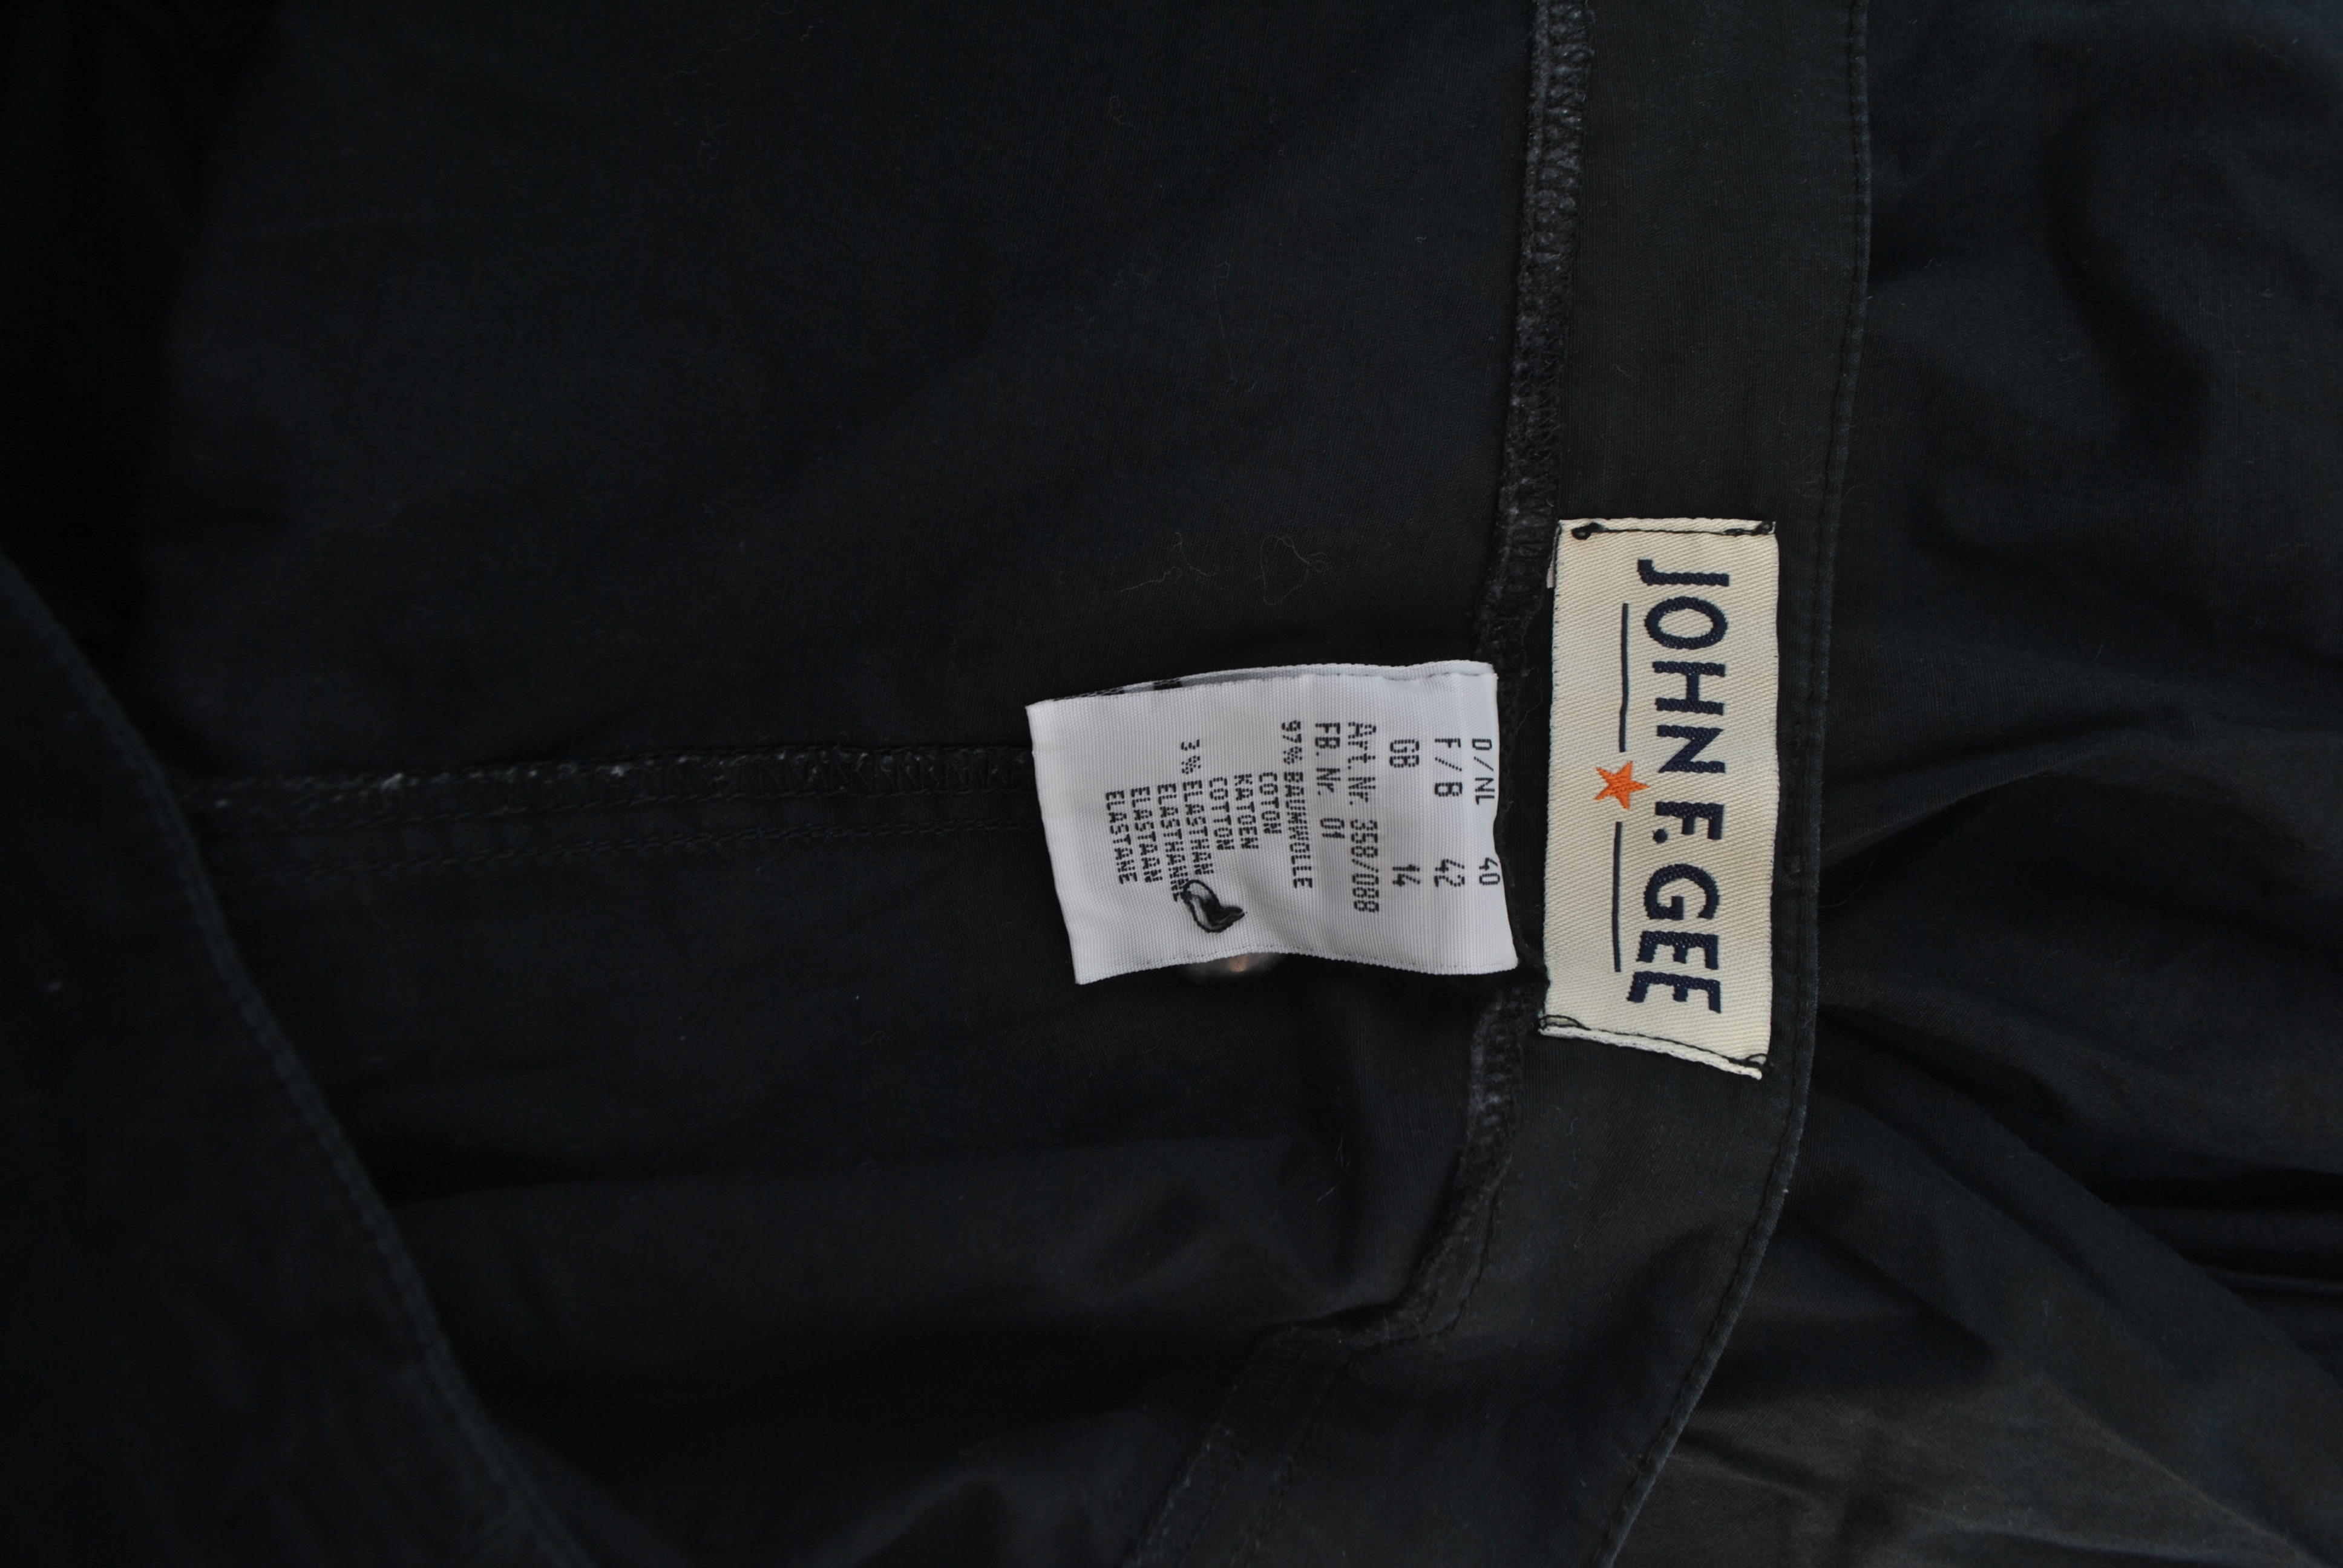 JOHN F. GEE
D/NL 40
F/B 42
GB 14
Art.Nr. 358/088
FB. Nr. 01
97% BAUMWOLLE
COTON
KATOEN
COTTON
3% ELASTHAN
ELASTHANNE
ELASTAAN
ELASTANE